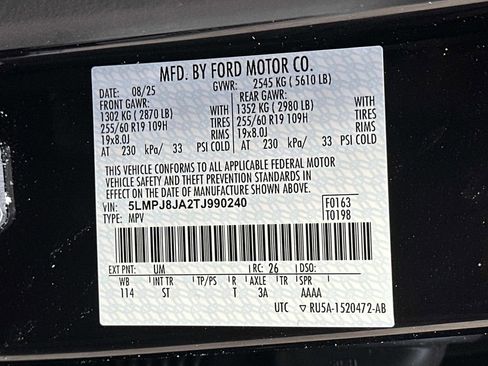 MFD. BY FORD MOTOR CO.
DATE: 08/25 GVWR: 2545 KG ( 5610 LB)
FRONT GAWR: REAR GAWR:
1302 KG ( 2870 LB) WITH 1352 KG ( 2980 LB) WITH
255/60 R19 109H TIRES 255/60 R19 109H TIRES
19x8.0J RIMS 19x8.0J RIMS
AT 230 kPa/ 33 PSI COLD AT 230 kPa/ 33 PSI COLD
THIS VEHICLE CONFORMS TO ALL APPLICABLE FEDERAL MOTOR
VEHICLE SAFETY AND THEFT PREVENTION STANDARDS IN
EFFECT ON THE DATE OF MANUFACTURE SHOWN ABOVE.
VIN: 5LMPJ8JA2TJ990240 F0163
TYPE: MPV T0198
EXT PNT: UM RC: 26 DSO:
WB INT TR TP/PS R AXLE TR SPR
114 ST T 3A AAAA
UTC ▽ RU5A-1520472-AB